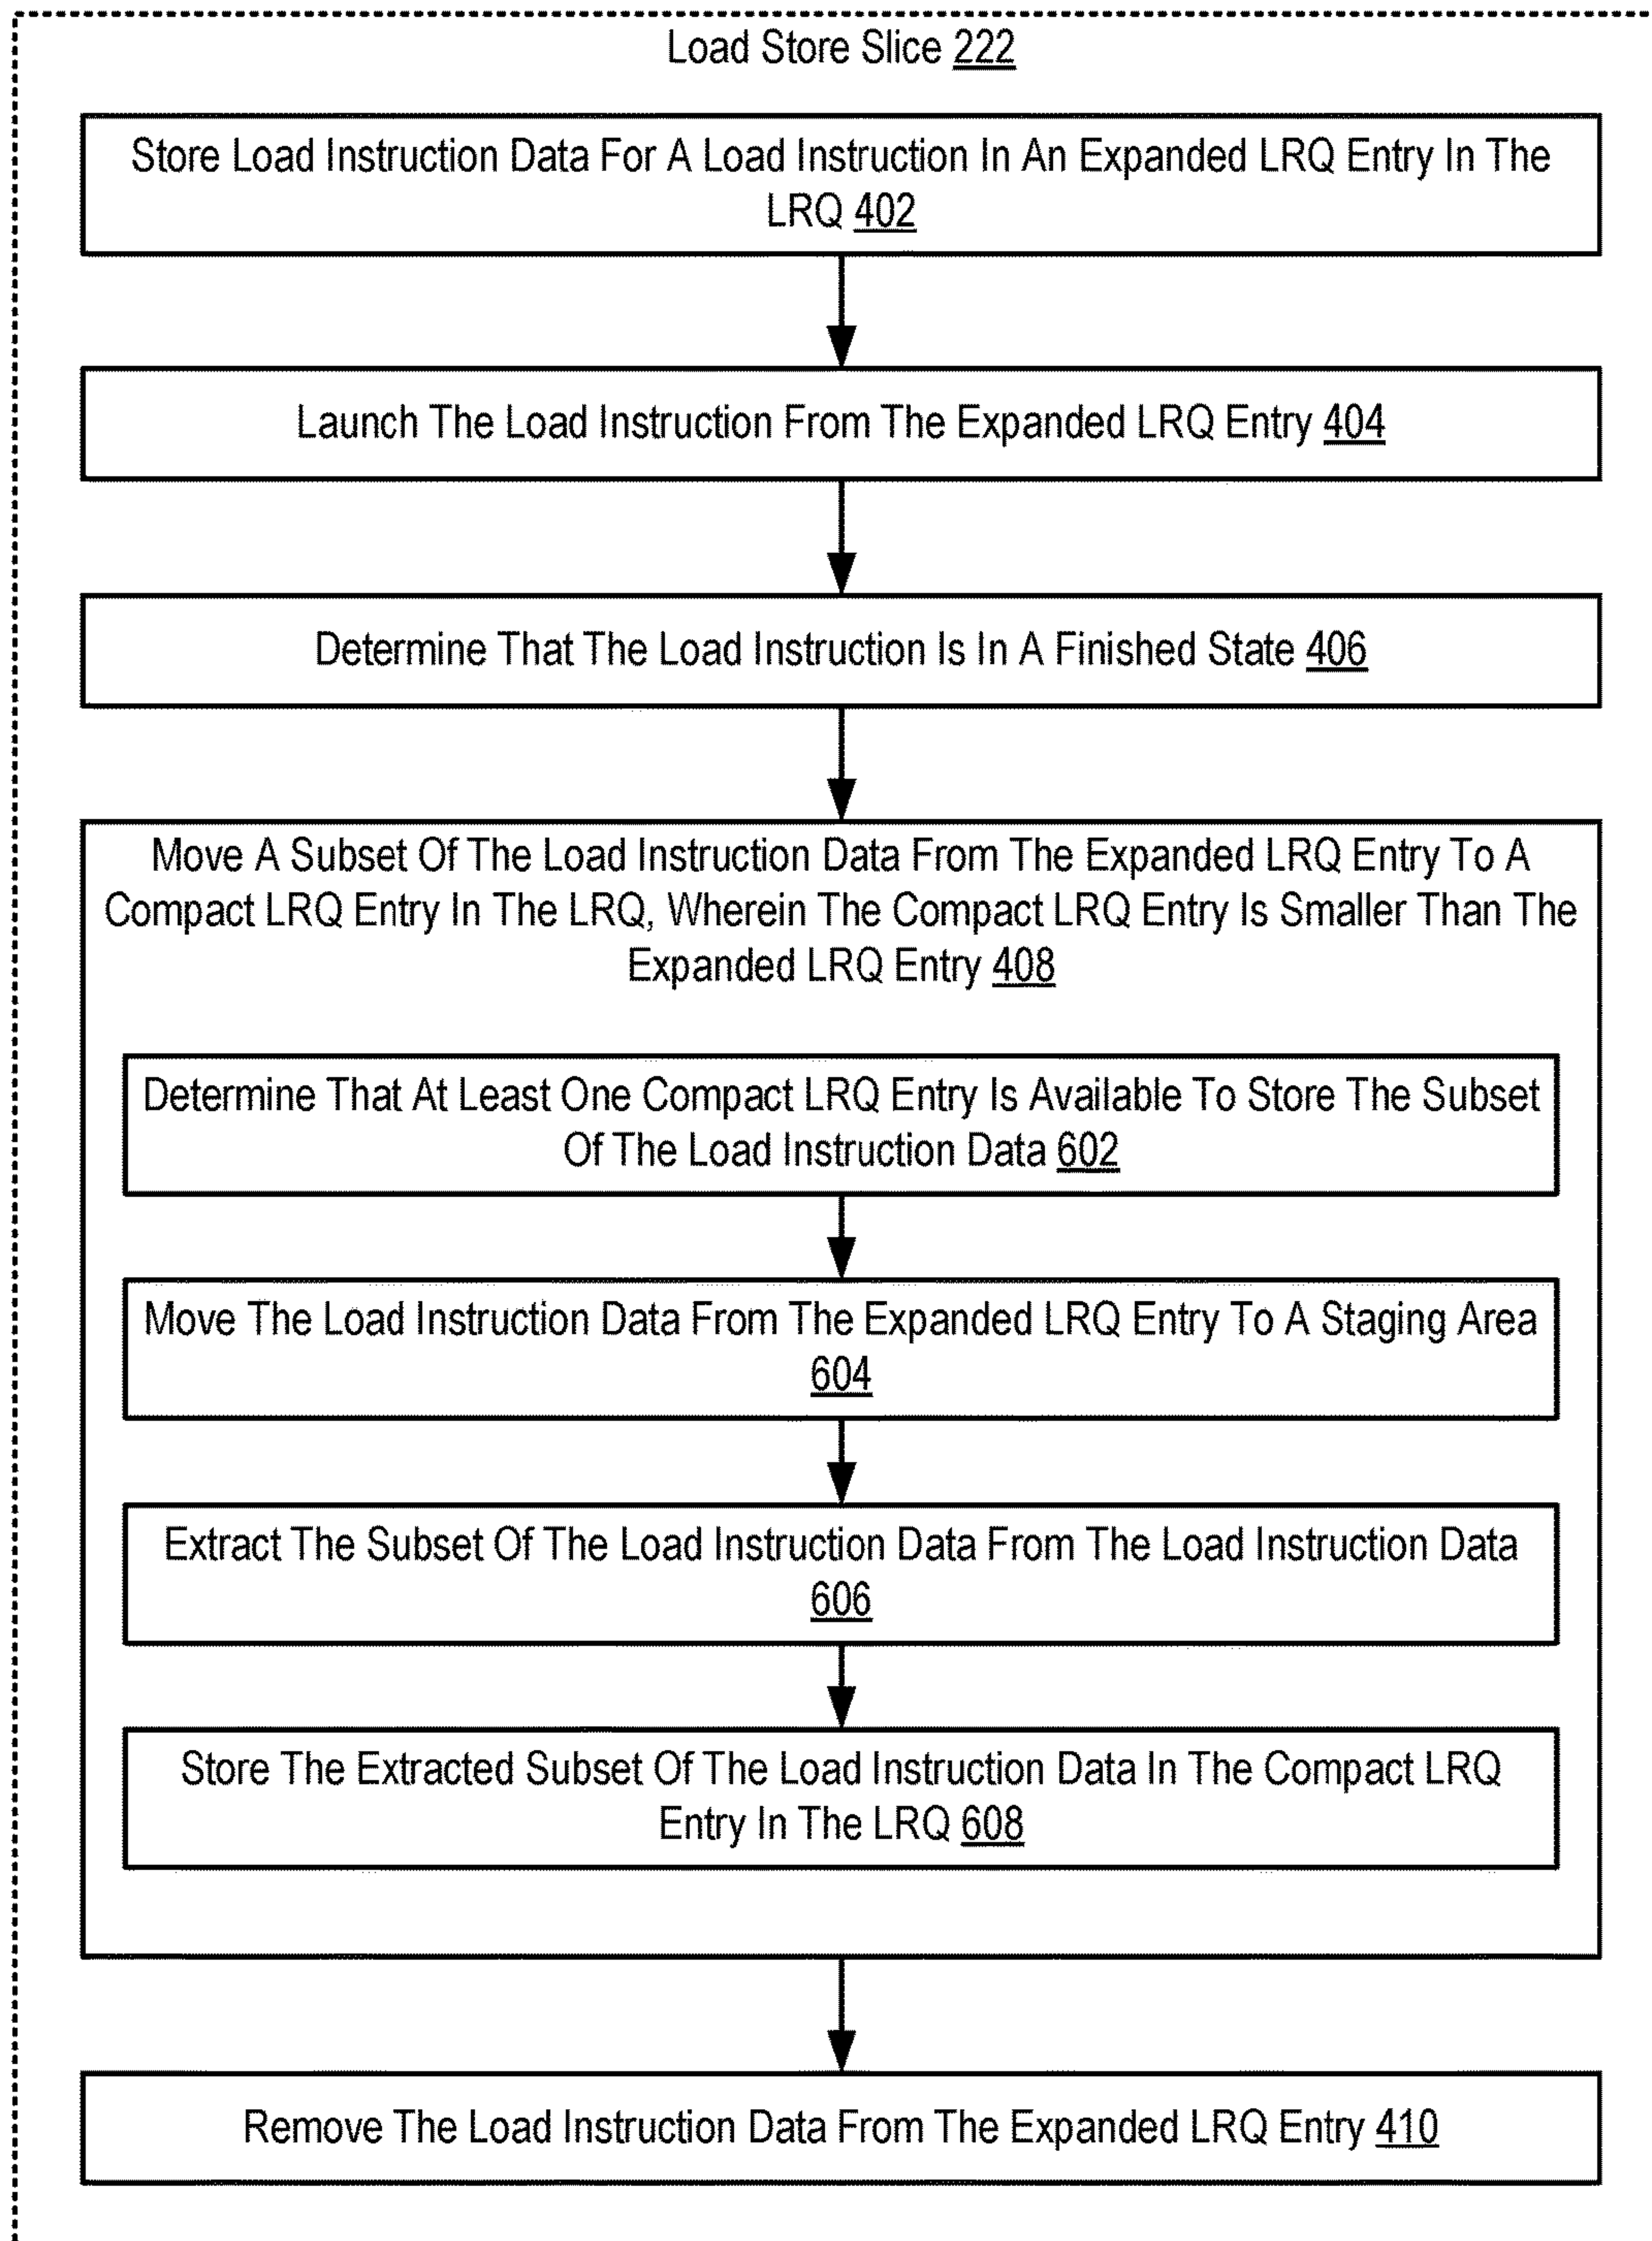 Load Store Slice 222
Store Load Instruction Data For A Load Instruction In An Expanded LRQ Entry In The
LRQ 402
Launch The Load Instruction From The Expanded LRQ Entry 404
Determine That The Load Instruction Is In A Finished State 406
Move A Subset Of The Load Instruction Data From The Expanded LRQ Entry To A
Compact LRQ Entry In The LRQ, Wherein The Compact LRQ Entry Is Smaller Than The
Expanded LRQ Entry 408
Determine That At Least One Compact LRQ Entry Is Available To Store The Subset
Of The Load Instruction Data 602
Move The Load Instruction Data From The Expanded LRQ Entry To A Staging Area
604
Extract The Subset Of The Load Instruction Data From The Load Instruction Data
606
Store The Extracted Subset Of The Load Instruction Data In The Compact LRQ
Entry In The LRQ 608
Remove The Load Instruction Data From The Expanded LRQ Entry 410